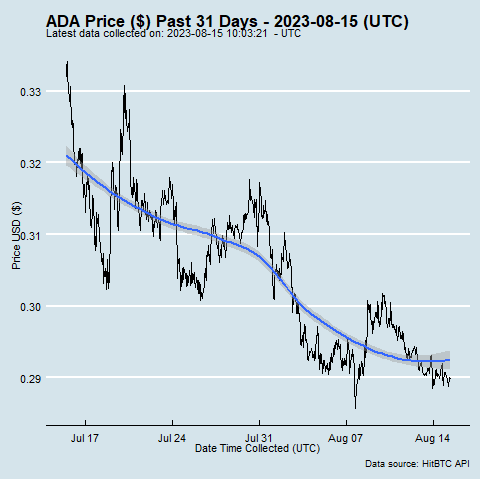 ADA Price ($) Past 31 Days - 2023-08-15 (UTC)
Latest data collected on: 2023-08-15 10:03:21  - UTC
0.33
0.32
0.31
0.30
0.29
Price USD ($)
Jul 17 Jul 24 Jul 31 Aug 07 Aug 14
Date Time Collected (UTC)
Data source: HitBTC API